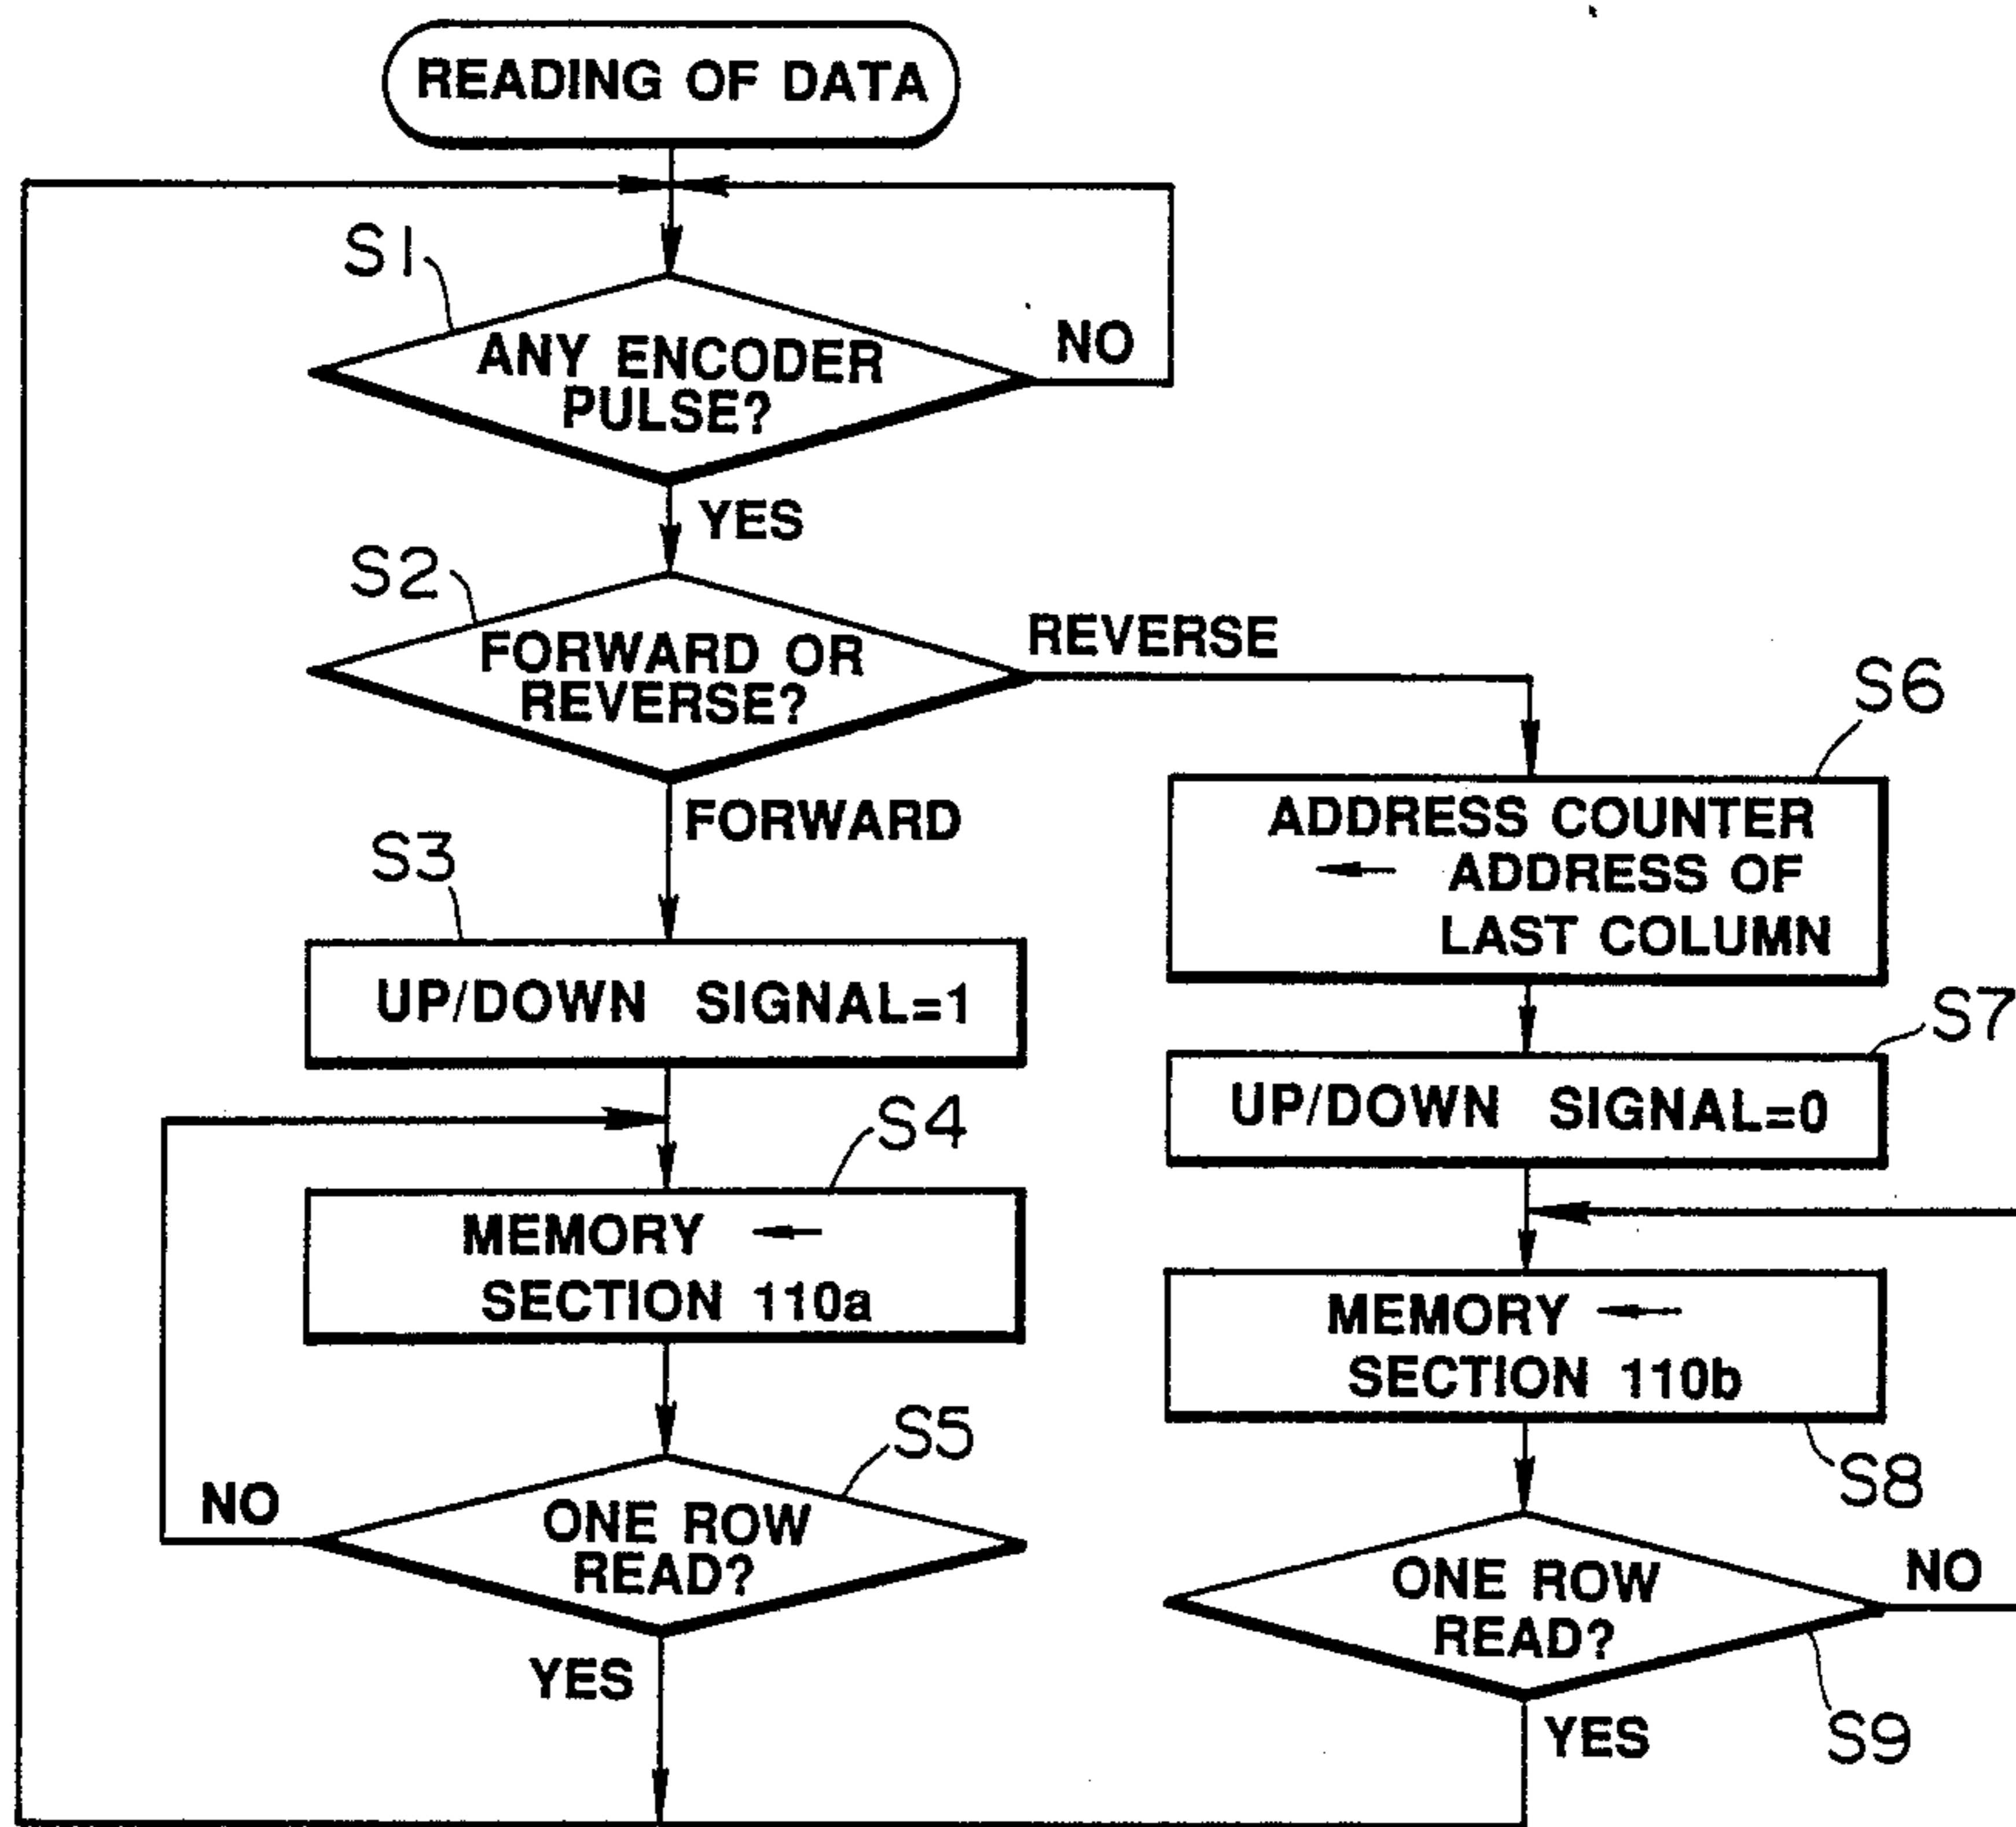 READING OF DATA
S1
ANY ENCODER
PULSE?
NO
YES
S2
FORWARD OR
REVERSE?
REVERSE
FORWARD
S3
UP/DOWN SIGNAL=1
S4
MEMORY ←
SECTION 110a
S5
ONE ROW
READ?
NO
YES
S6
ADDRESS COUNTER
← ADDRESS OF
LAST COLUMN
S7
UP/DOWN SIGNAL=0
MEMORY ←
SECTION 110b
S8
ONE ROW
READ?
NO
YES
S9